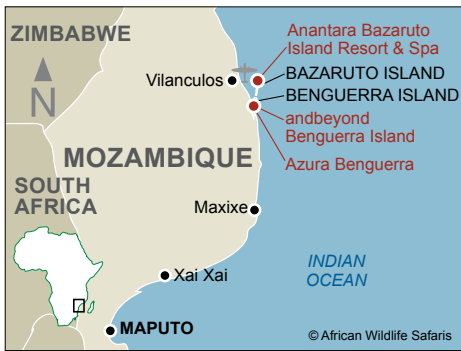 ZIMBABWE
N
Anantara Bazaruto
Island Resort & Spa
Vilanculos
BAZARUTO ISLAND
BENGUERRA ISLAND
andbeyond
Benguerra Island
Azura Benguerra
MOZAMBIQUE
SOUTH
AFRICA
Maxixe
Xai Xai
INDIAN
OCEAN
MAPUTO
© African Wildlife Safaris